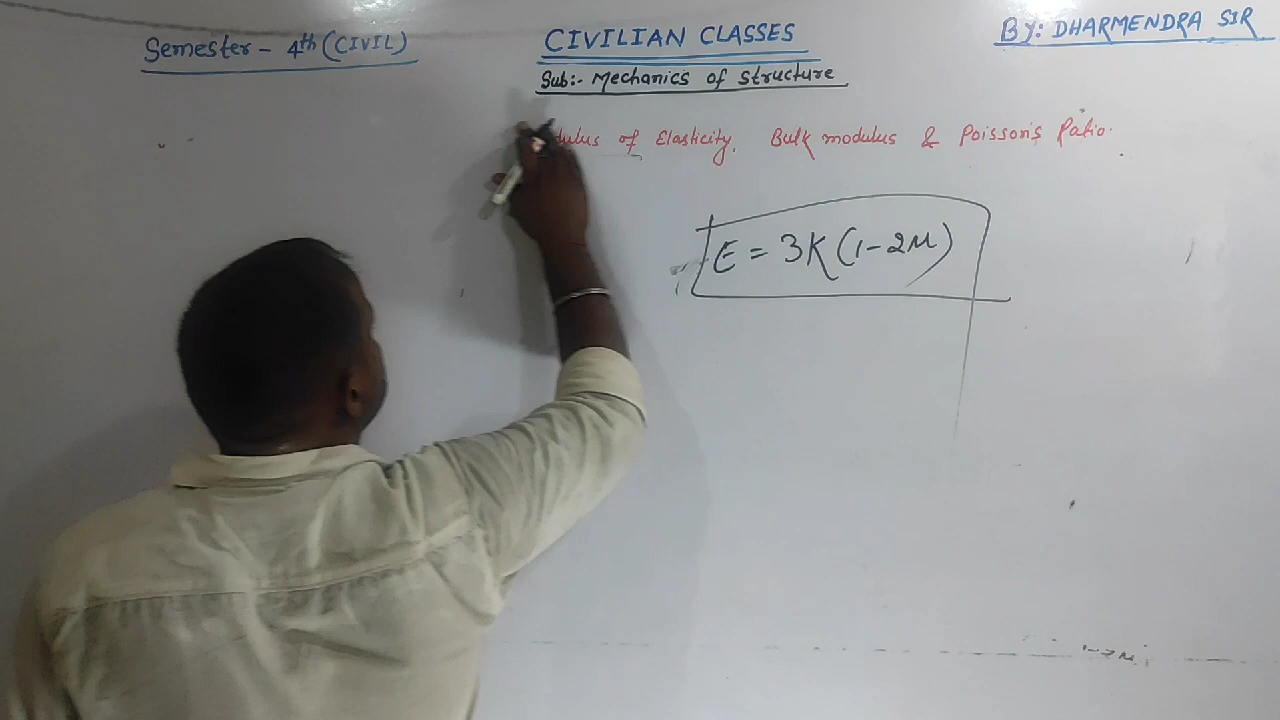 Semester - 4th (CIVIL)
CIVILIAN CLASSES
BY: DHARMENDRA SIR
Sub:- Mechanics of structure
dulus of Elasticity, Bulk modulus & Poisson's Ratio.
E = 3K (1-2μ)